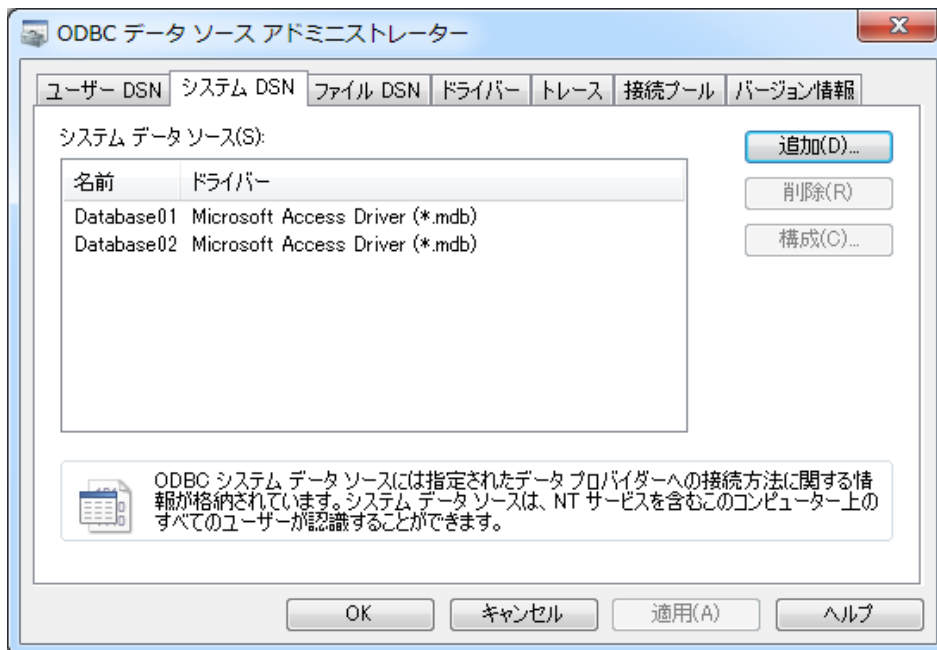 ODBC データ ソース アドミニストレーター
ユーザー DSN システム DSN ファイル DSN ドライバー トレース 接続プール バージョン情報
システム データ ソース(S):
追加(D)...
名前 ドライバー
削除(R)
Database01 Microsoft Access Driver (*.mdb)
Database02 Microsoft Access Driver (*.mdb)
構成(C)...
ODBC システム データ ソースには指定されたデータ プロバイダーへの接続方法に関する情
報が格納されています。システム データ ソースは、NT サービスを含むこのコンピューター上の
すべてのユーザーが認識することができます。
OK キャンセル 適用(A) ヘルプ